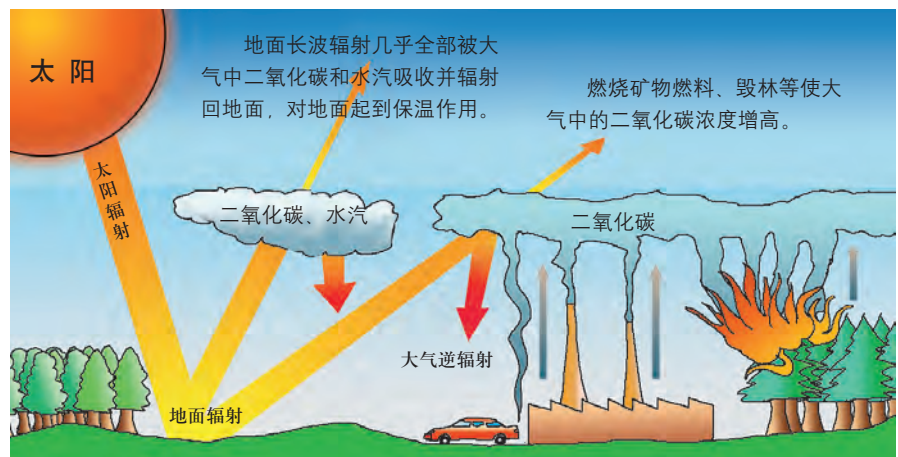 太 阳
地面长波辐射几乎全部被大
气中二氧化碳和水汽吸收并辐射
回地面，对地面起到保温作用。
燃烧矿物燃料、毁林等使大
气中的二氧化碳浓度增高。
太阳辐射
二氧化碳、水汽
二氧化碳
大气逆辐射
地面辐射